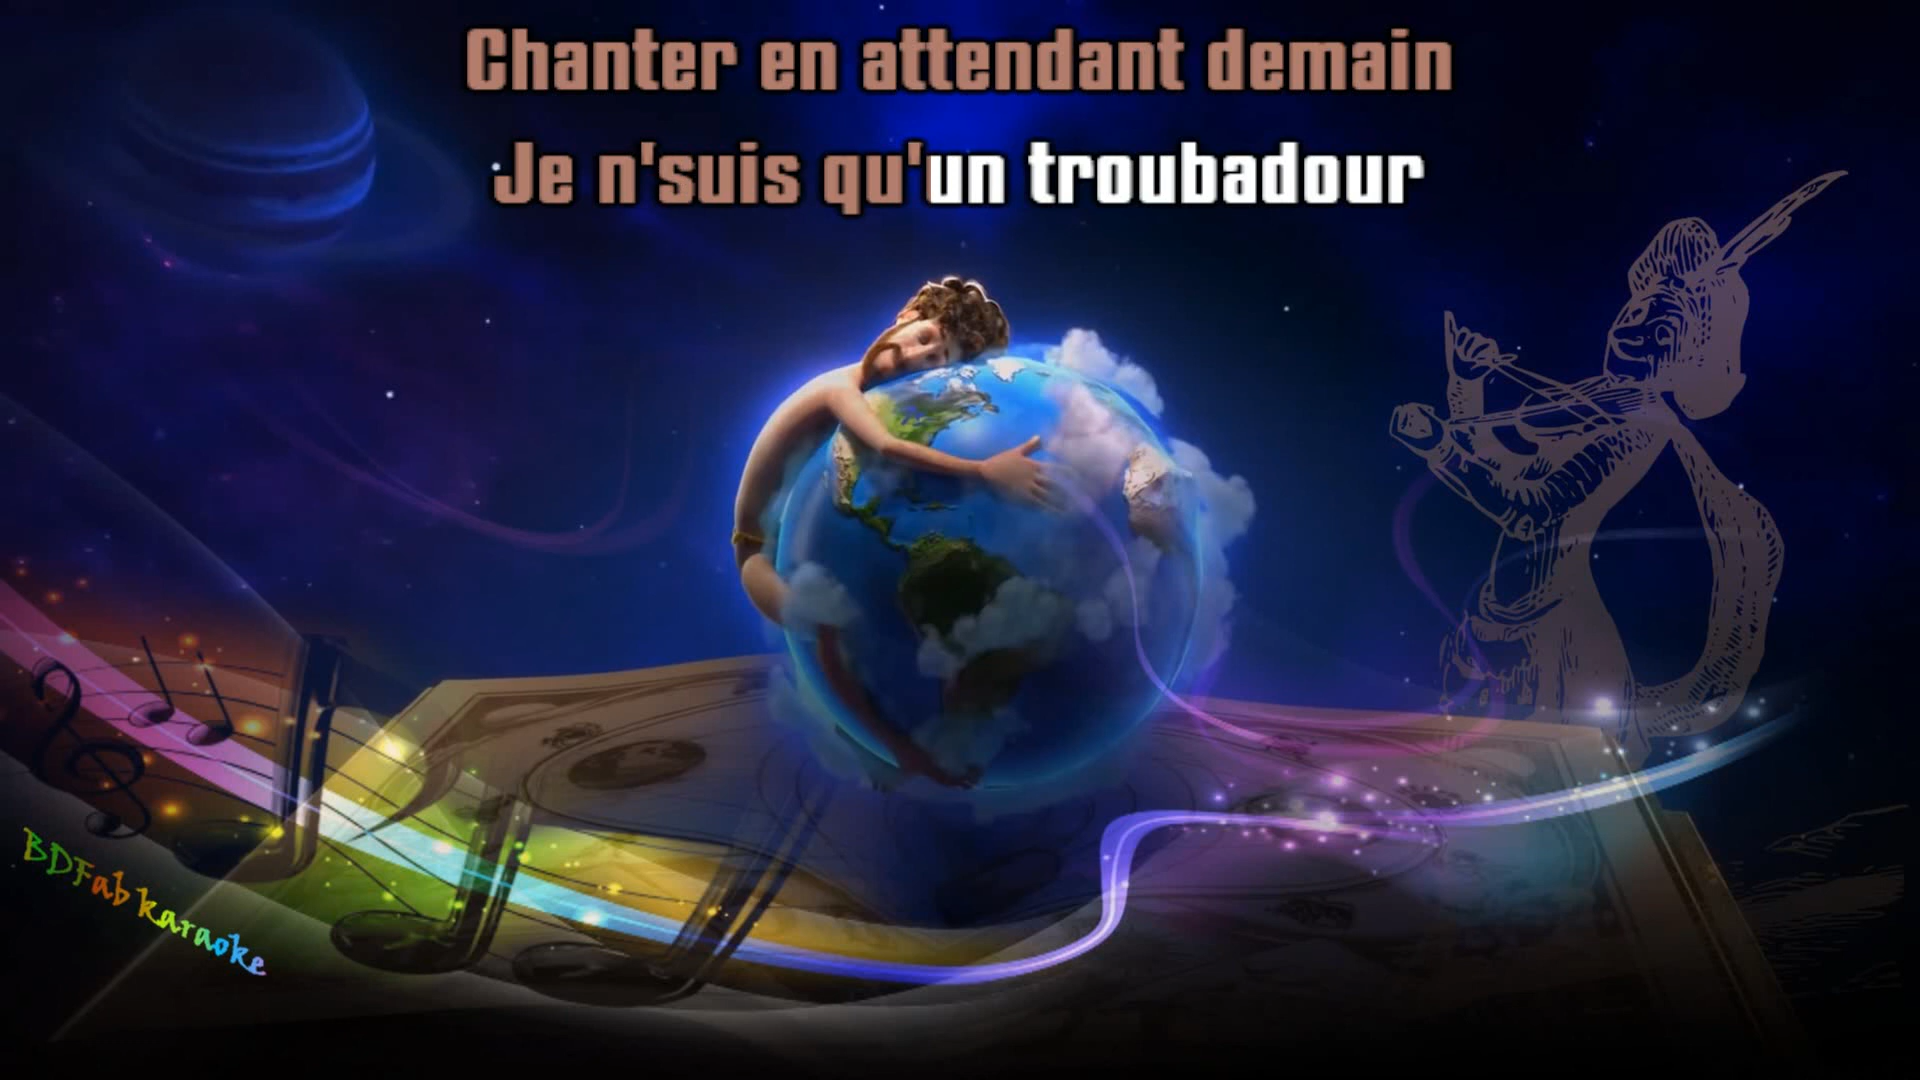 Chanter en attendant demain
Je n'suis qu'un troubadour
BDFab karaoke